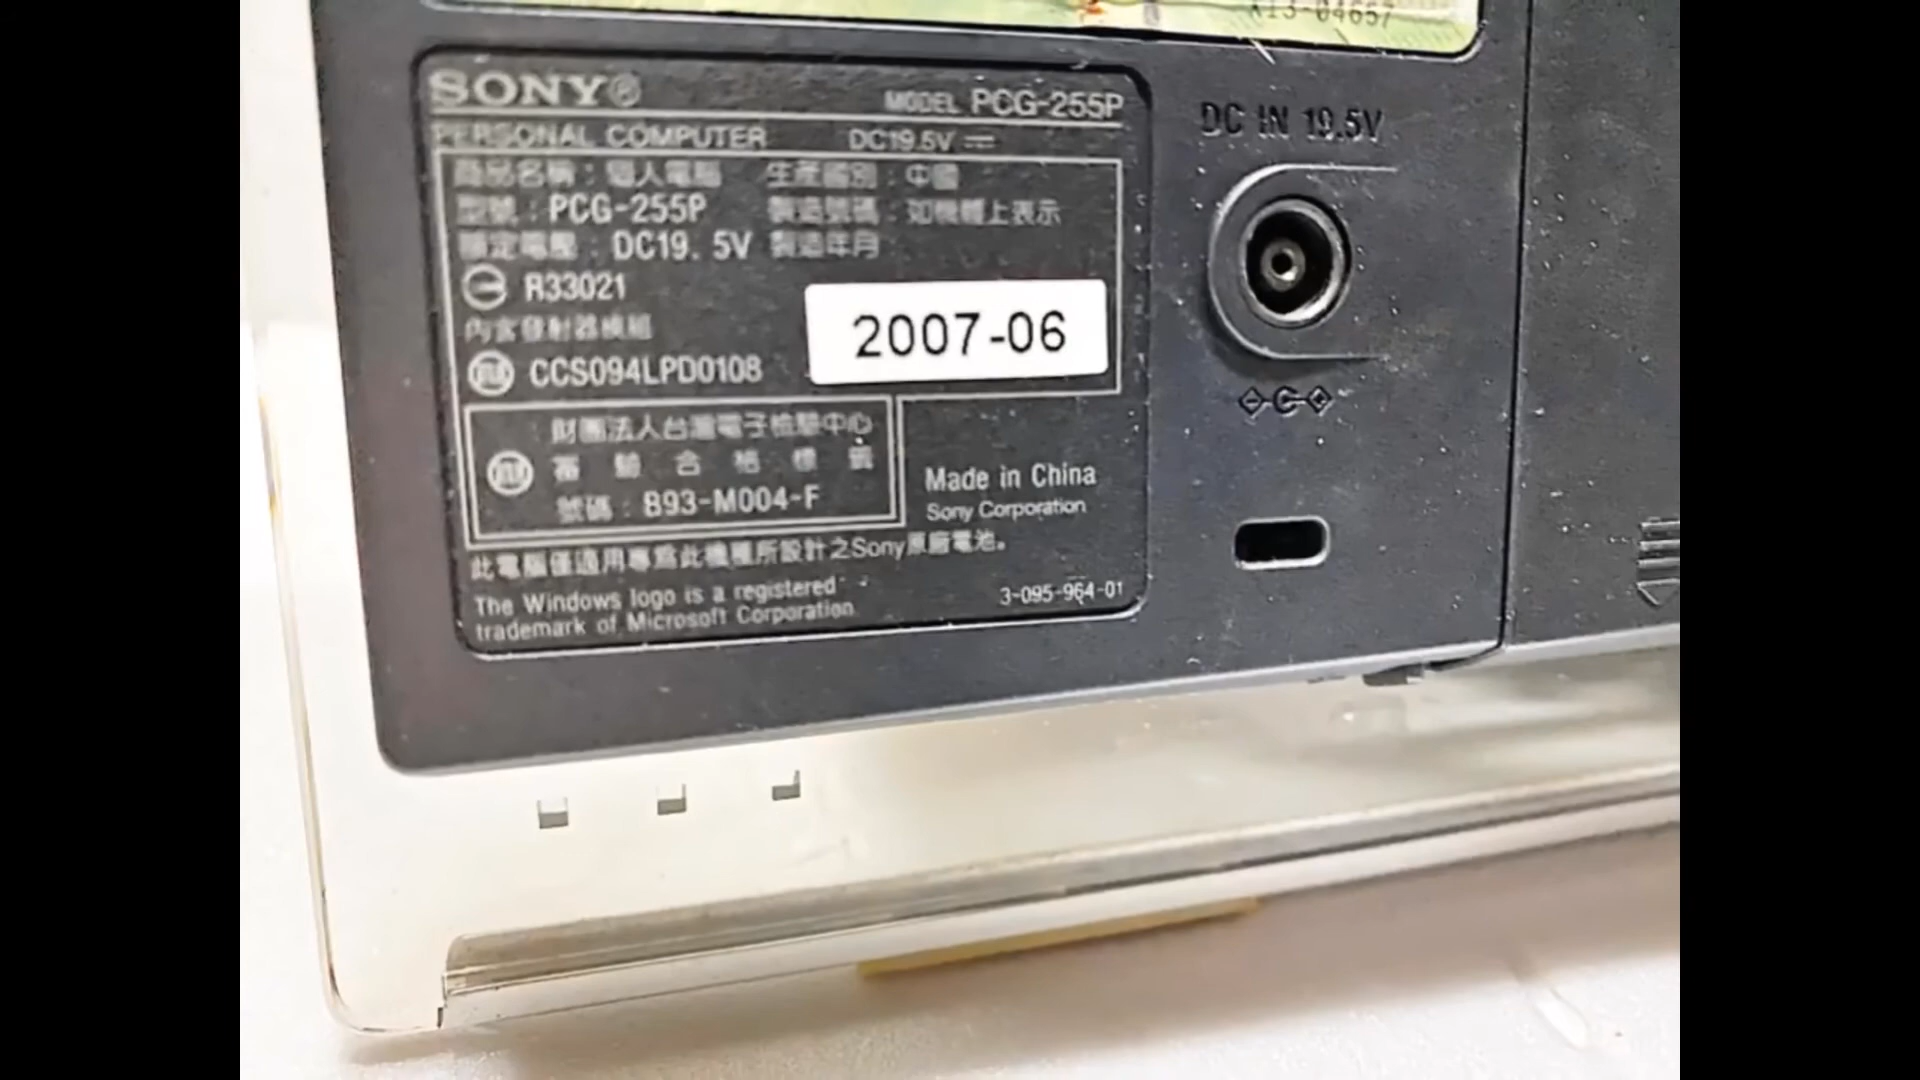 X13-04657
SONY®
MODEL PCG-255P
PERSONAL COMPUTER DC19.5V
商品名稱：個人電腦 生產國別：中國
型號：PCG-255P 製造號碼：如機體上表示
額定電壓：DC19. 5V 製造年月
R33021
內含發射器模組
CCS094LPD0108
2007-06
財團法人台灣電子檢驗中心
審驗合格標籤
號碼：B93-M004-F
Made in China
Sony Corporation
此電腦僅適用專為此機種所設計之Sony原廠電池。
The Windows logo is a registered
trademark of Microsoft Corporation
3-095-964-01
DC IN 19.5V